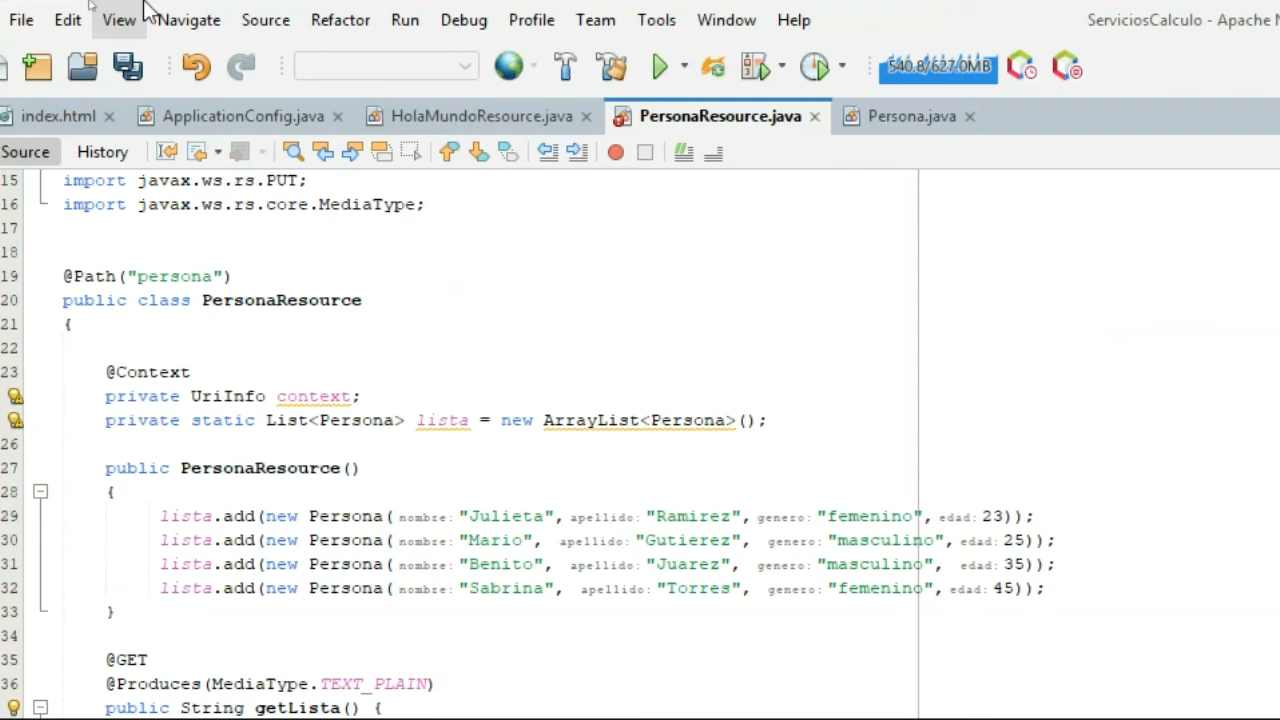 File Edit View Navigate Source Refactor Run Debug Profile Team Tools Window Help ServiciosCalculo - Apache N
540.8/627.0MB
index.html ApplicationConfig.java HolaMundoResource.java PersonaResource.java Persona.java
Source History
15 import javax.ws.rs.PUT;
16 import javax.ws.rs.core.MediaType;
17
18
19 @Path("persona")
20 public class PersonaResource
21 {
22
23 @Context
private UriInfo context;
private static List<Persona> lista = new ArrayList<Persona>();
26
27 public PersonaResource()
28 {
29 lista.add(new Persona(nombre: "Julieta", apellido: "Ramirez", genero: "femenino", edad: 23));
30 lista.add(new Persona(nombre: "Mario", apellido: "Gutierez", genero: "masculino", edad: 25));
31 lista.add(new Persona(nombre: "Benito", apellido: "Juarez", genero: "masculino", edad: 35));
32 lista.add(new Persona(nombre: "Sabrina", apellido: "Torres", genero: "femenino", edad: 45));
33 }
34
35 @GET
36 @Produces(MediaType.TEXT_PLAIN)
public String getLista() {